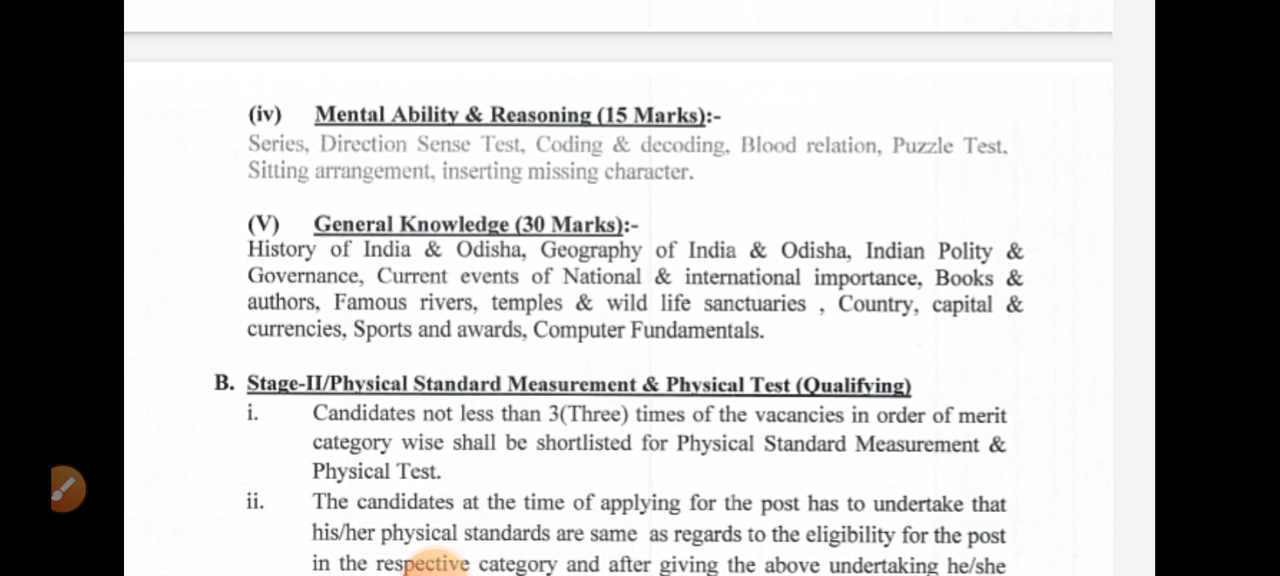 (iv) Mental Ability & Reasoning (15 Marks):-
Series, Direction Sense Test, Coding & decoding, Blood relation, Puzzle Test,
Sitting arrangement, inserting missing character.
(V) General Knowledge (30 Marks):-
History of India & Odisha, Geography of India & Odisha, Indian Polity &
Governance, Current events of National & international importance, Books &
authors, Famous rivers, temples & wild life sanctuaries , Country, capital &
currencies, Sports and awards, Computer Fundamentals.
B. Stage-II/Physical Standard Measurement & Physical Test (Qualifying)
i. Candidates not less than 3(Three) times of the vacancies in order of merit
category wise shall be shortlisted for Physical Standard Measurement &
Physical Test.
ii. The candidates at the time of applying for the post has to undertake that
his/her physical standards are same as regards to the eligibility for the post
in the respective category and after giving the above undertaking he/she